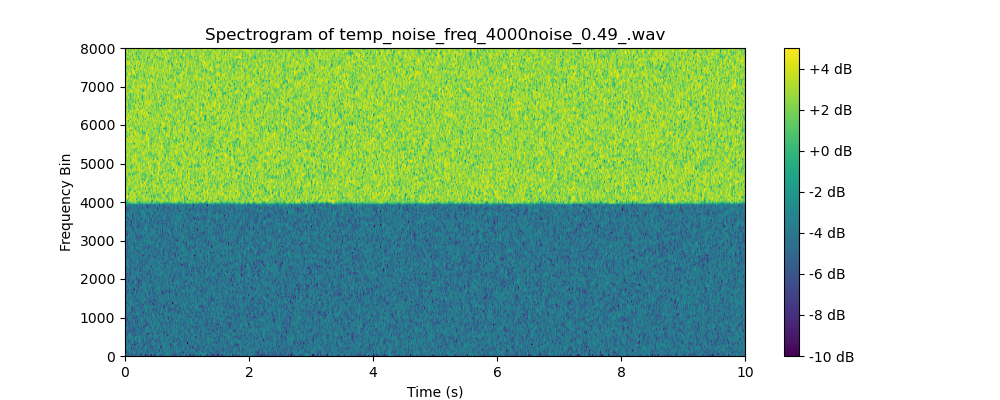 Spectrogram of temp_noise_freq_4000noise_0.49_.wav
8000
7000
6000
5000
4000
3000
2000
1000
0
Frequency Bin
0 2 4 6 8 10
Time (s)
+4 dB
+2 dB
+0 dB
-2 dB
-4 dB
-6 dB
-8 dB
-10 dB